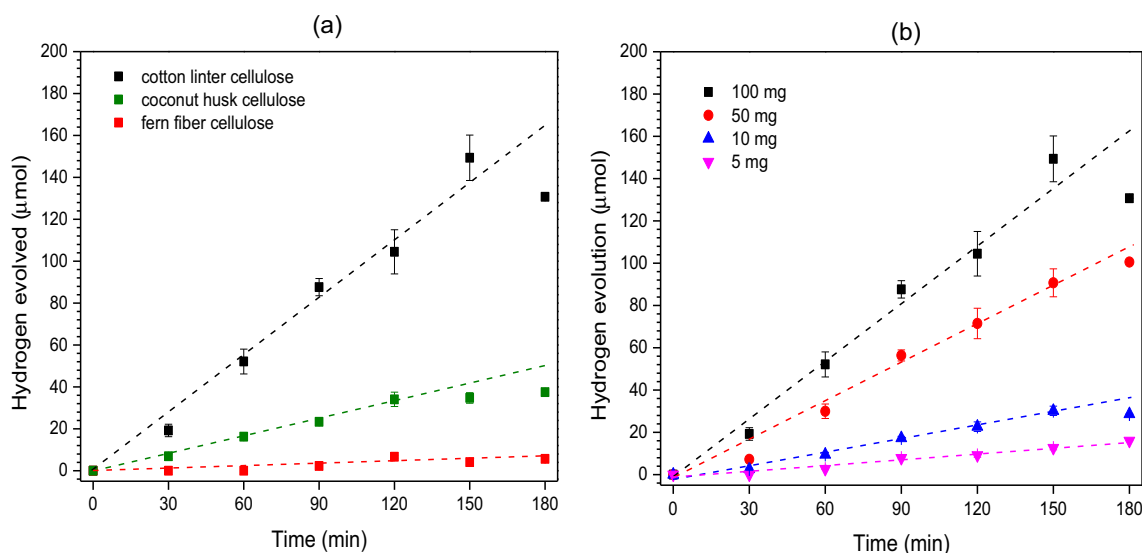 (a)
200
180
160
140
120
100
80
60
40
20
0
Hydrogen evolved (μmol)
cotton linter cellulose
coconut husk cellulose
fern fiber cellulose
0 30 60 90 120 150 180
Time (min)
(b)
200
180
160
140
120
100
80
60
40
20
0
Hydrogen evolution (μmol)
100 mg
50 mg
10 mg
5 mg
0 30 60 90 120 150 180
Time (min)